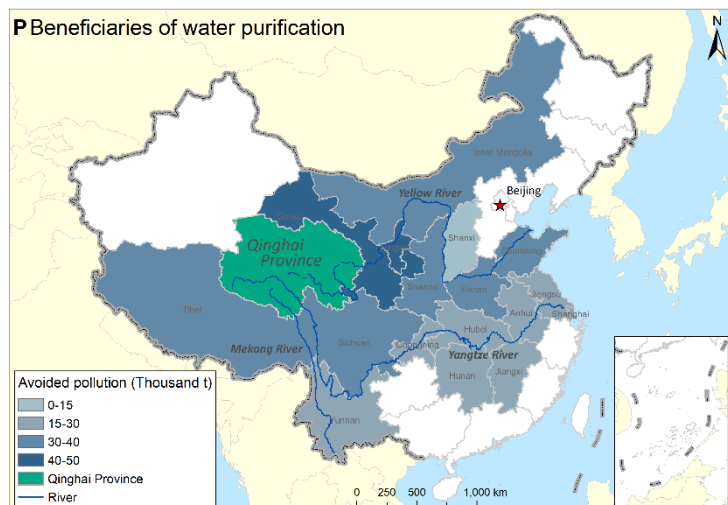 P Beneficiaries of water purification
N
Inner Mongolia
Beijing
Yellow River
Gansu
Shanxi
Qinghai
Province
Shandong
Shaanxi
Henan
Jiangsu
Tibet
Anhui
Shanghai
Sichuan
Hubei
Chongqing
Mekong River
Yangtze River
Hunan
Jiangxi
Yunnan
Avoided pollution (Thousand t)
0-15
15-30
30-40
40-50
Qinghai Province
River
0 250 500 1,000 km